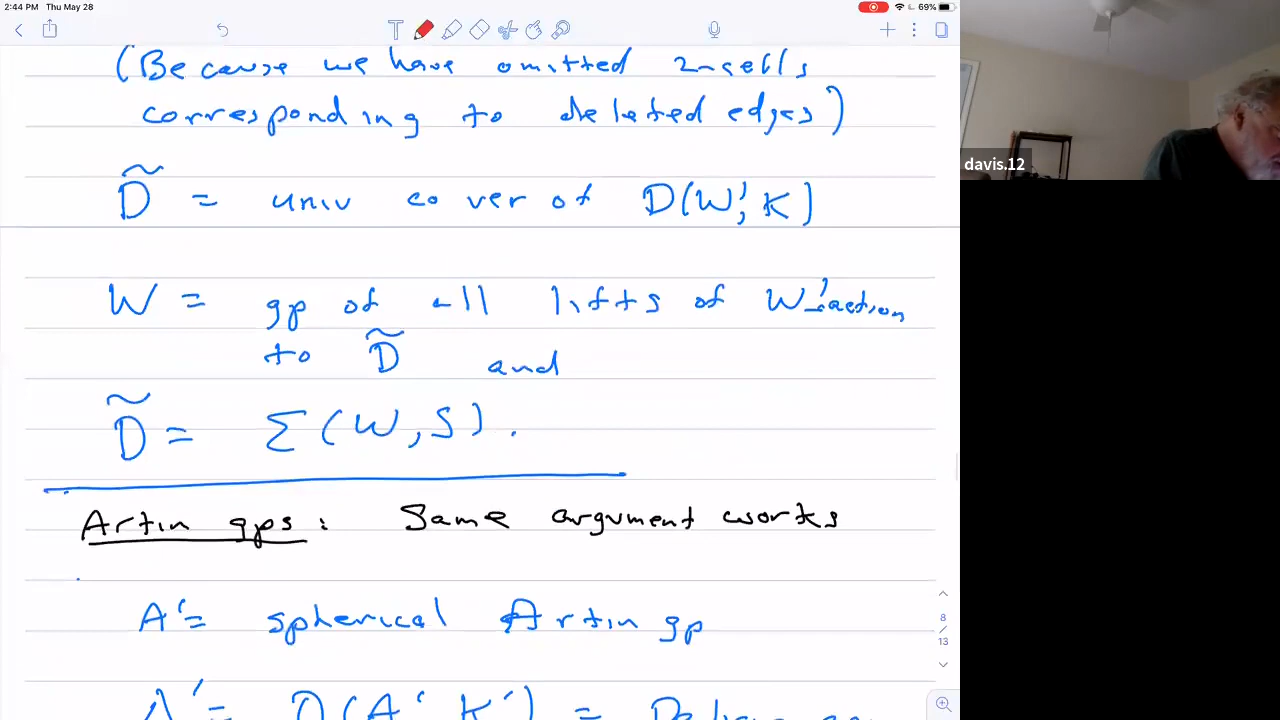 2:44 PM Thu May 28
69%
(Because we have omitted 2-cells
corresponding to deleted edges)
D̃ = univ cover of D(W′, K)
W = gp of all lifts of W′-action
to D̃ and
D̃ = Σ(W, S).
Artin gps: Same argument works
A′ = spherical Artin gp
Λ′ = D(A′ K′) =
davis.12
8
/
13